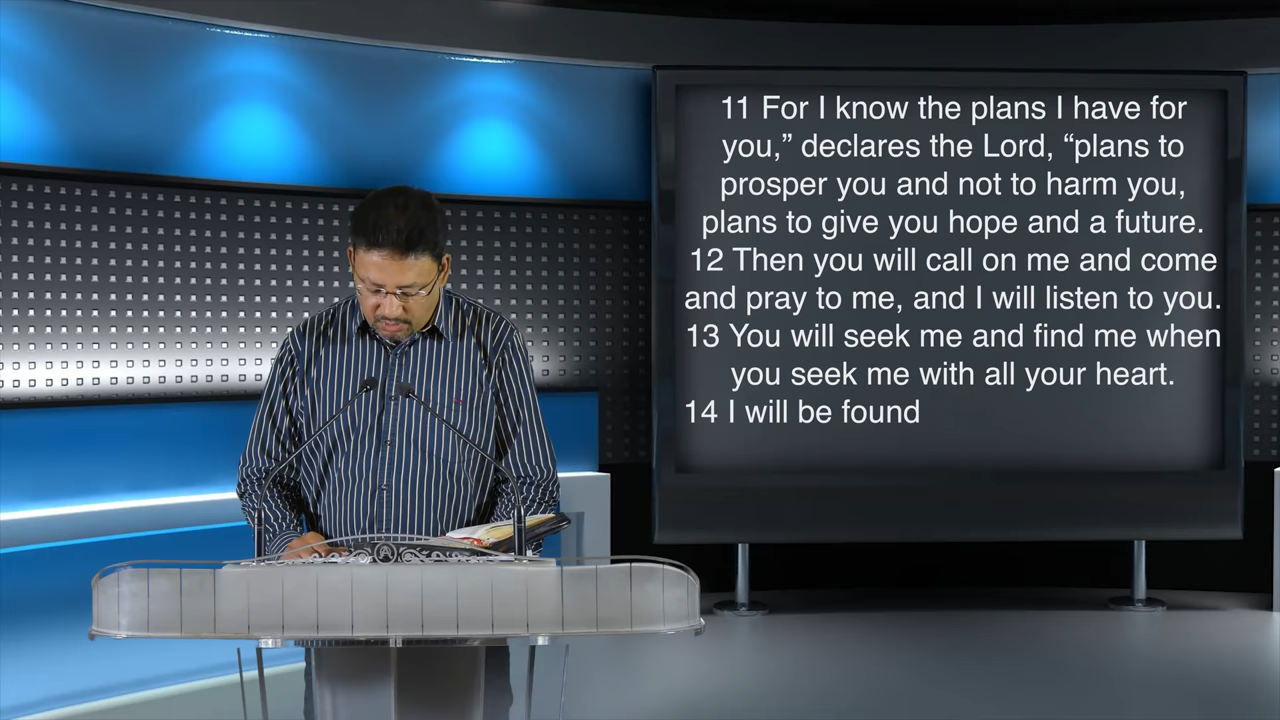 11 For I know the plans I have for
you,” declares the Lord, “plans to
prosper you and not to harm you,
plans to give you hope and a future.
12 Then you will call on me and come
and pray to me, and I will listen to you.
13 You will seek me and find me when
you seek me with all your heart.
14 I will be found